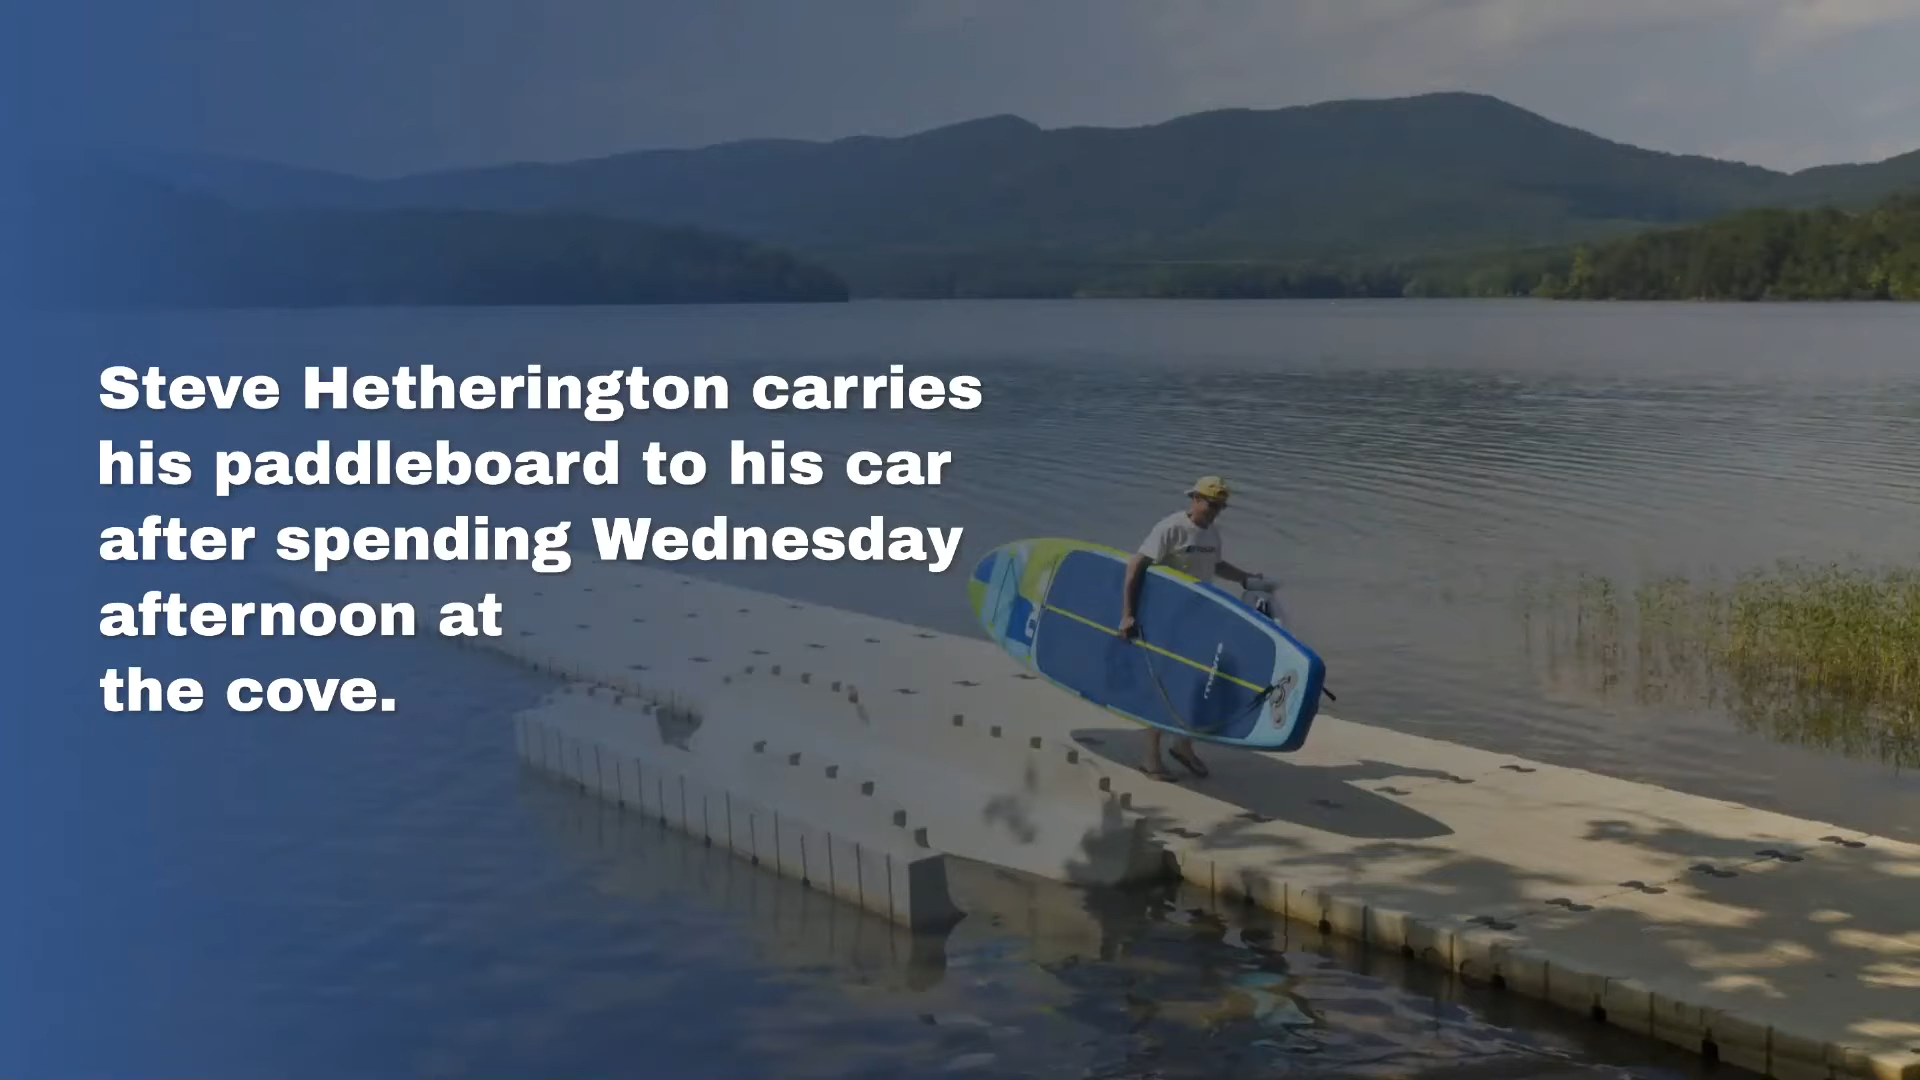 Steve Hetherington carries
his paddleboard to his car
after spending Wednesday
afternoon at
the cove.